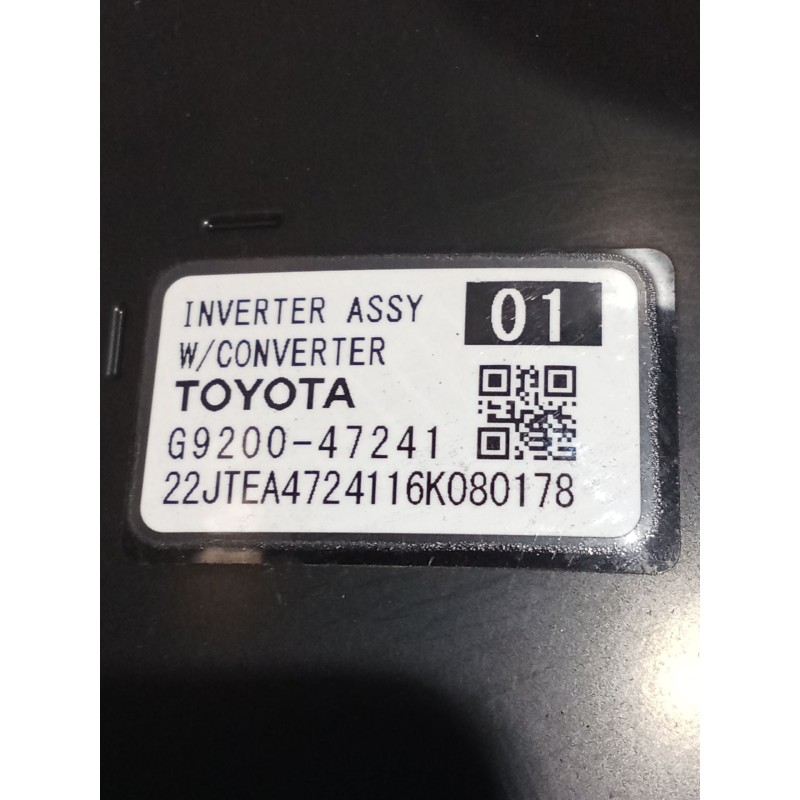 INVERTER ASSY 01
W/CONVERTER
TOYOTA
G9200-47241
22JTEA4724116K080178